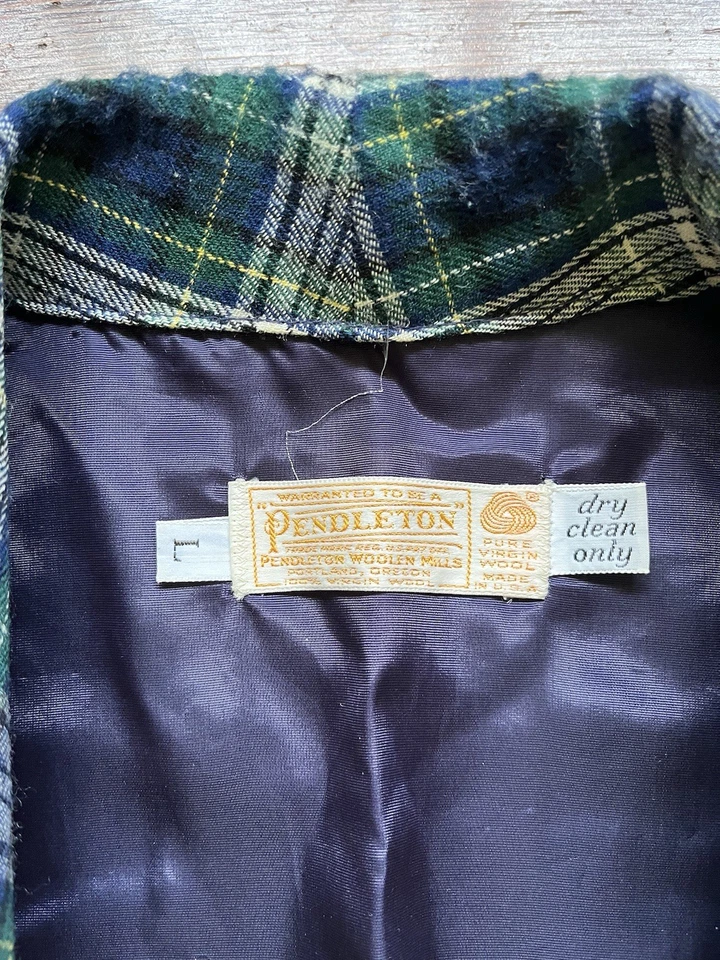 L
WARRANTED TO BE A
"PENDLETON"
TRADE MARK REG. U.S. PAT. OFF.
PENDLETON WOOLEN MILLS
PORTLAND, OREGON
100% VIRGIN WOOL
®
PURE
VIRGIN
WOOL
MADE
IN U.S.A.
dry
clean
only